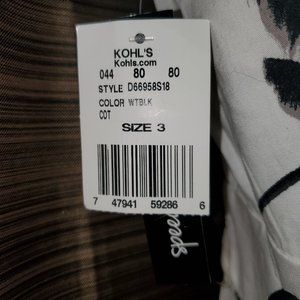 KOHL'S
Kohls.com
044 80 80
STYLE D66958S18
COLOR WTBLK
COT
SIZE 3
7 47941 59286 6